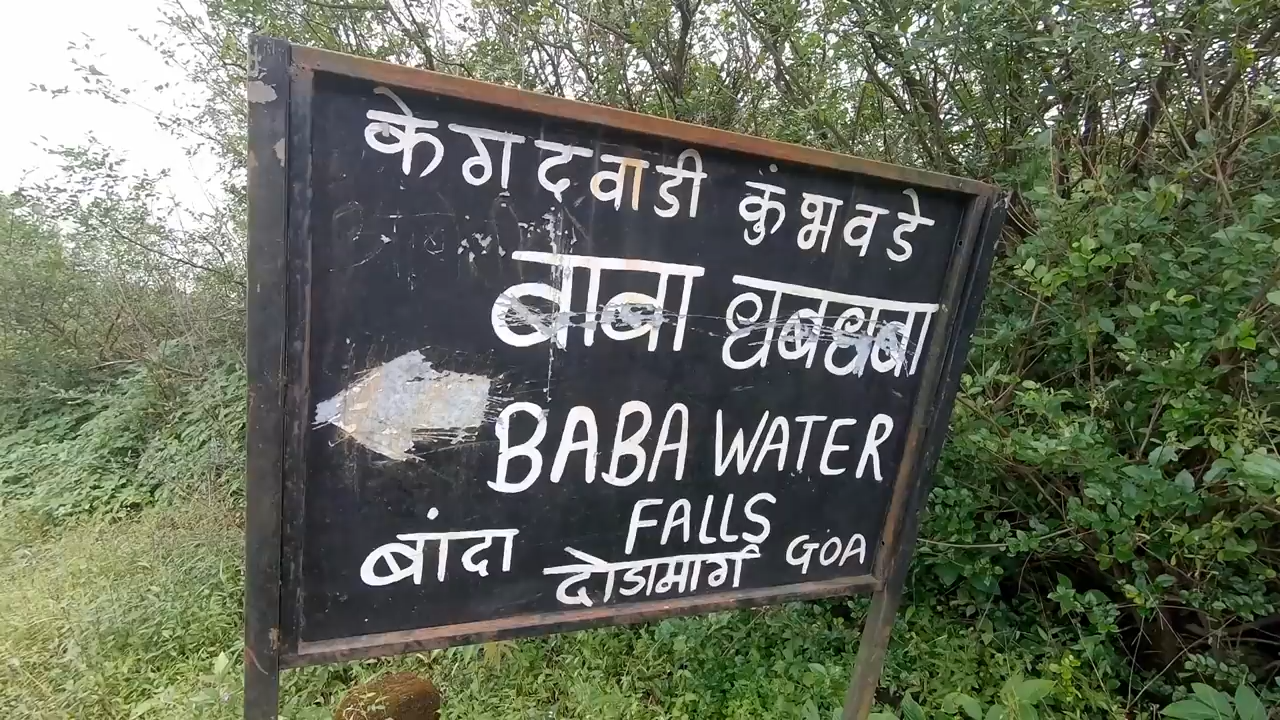 केगदवाडी कुंभवडे
बाबा धबधबा
BABA WATER
FALLS
बांदा दोडामार्ग GOA